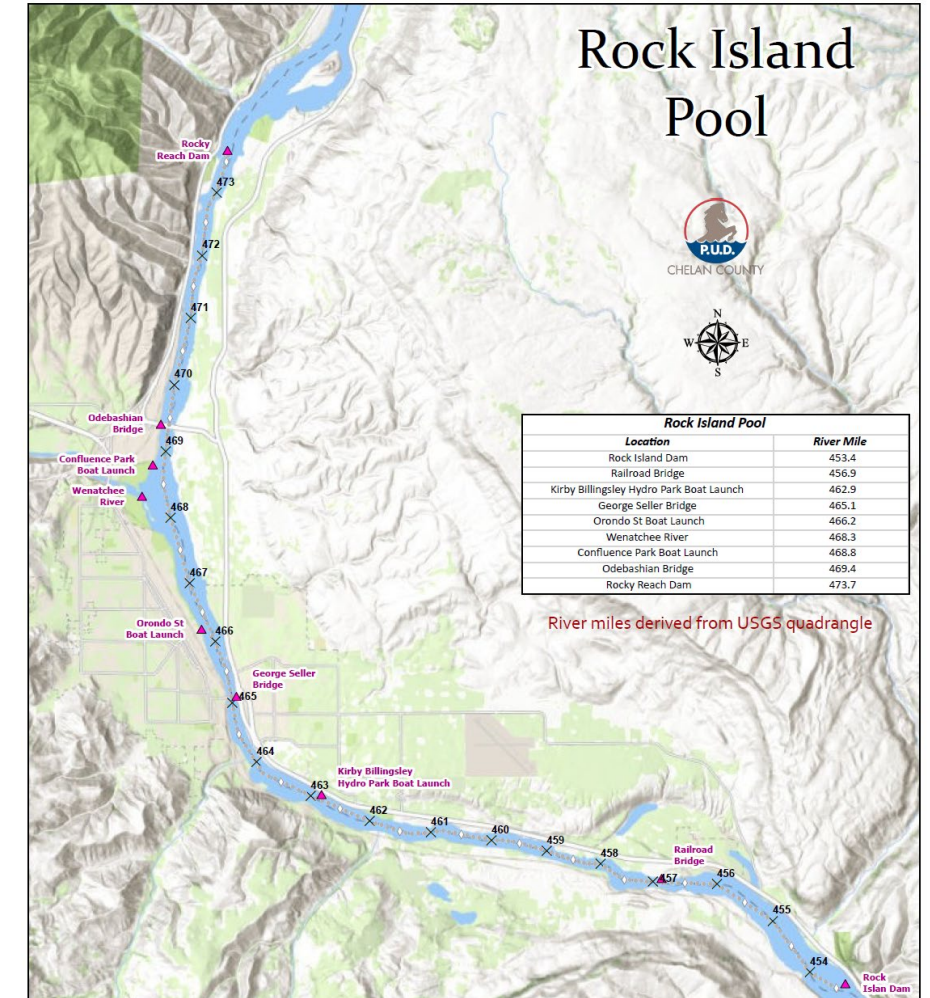 Rock Island
Pool
P.U.D.
CHELAN COUNTY
N
W E
S
Rocky
Reach Dam
473
472
471
470
Odebashian
Bridge
469
Confluence Park
Boat Launch
Wenatchee
River
468
467
Orondo St
Boat Launch
466
George Seller
Bridge
465
464
Kirby Billingsley
Hydro Park Boat Launch
463
462
461
460
459
458
Railroad
Bridge
457
456
455
454
Rock
Islan Dam
Rock Island Pool
Location River Mile
Rock Island Dam 453.4
Railroad Bridge 456.9
Kirby Billingsley Hydro Park Boat Launch 462.9
George Seller Bridge 465.1
Orondo St Boat Launch 466.2
Wenatchee River 468.3
Confluence Park Boat Launch 468.8
Odebashian Bridge 469.4
Rocky Reach Dam 473.7
River miles derived from USGS quadrangle